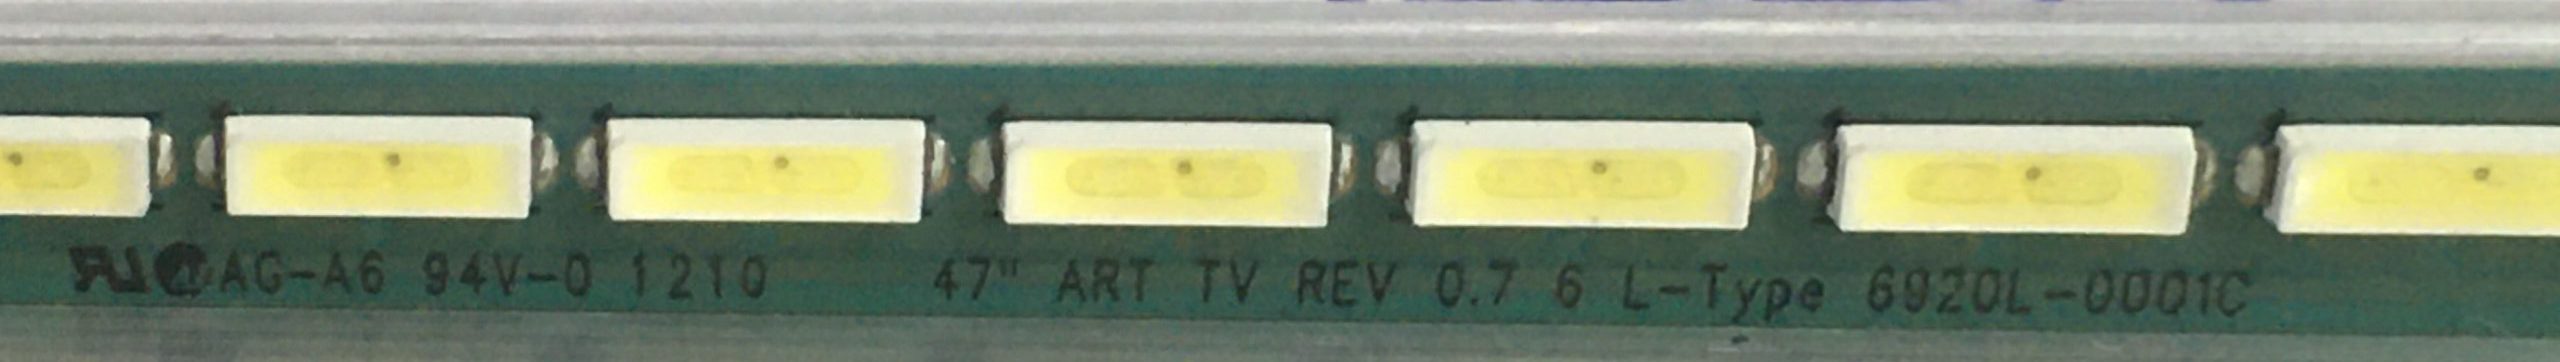 AG-A6 94V-0 1210 47" ART TV REV 0.7 6 L-Type 6920L-0001C